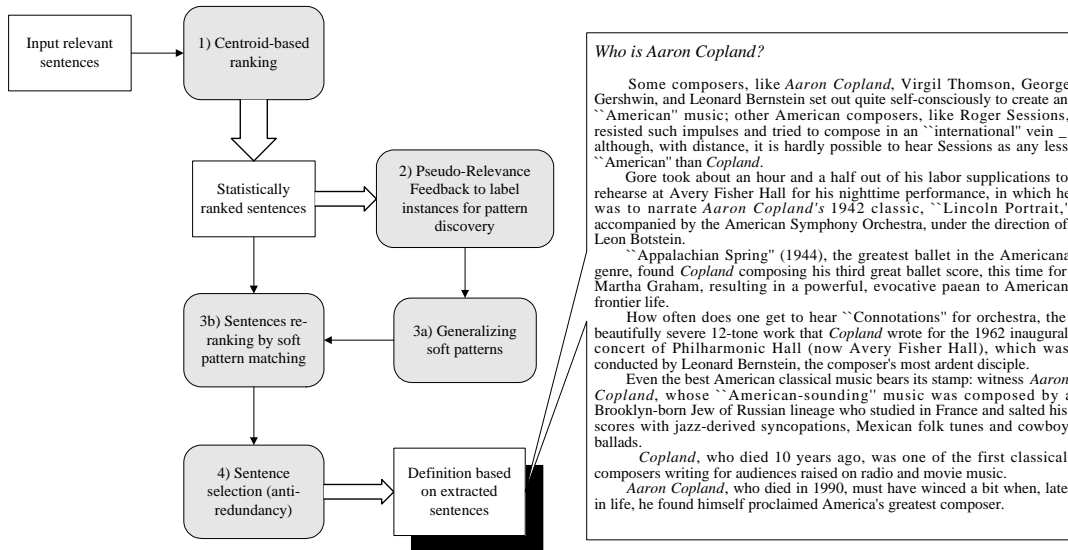 Input relevant
sentences
1) Centroid-based
ranking
Statistically
ranked sentences
2) Pseudo-Relevance
Feedback to label
instances for pattern
discovery
3b) Sentences re-
ranking by soft
pattern matching
3a) Generalizing
soft patterns
4) Sentence
selection (anti-
redundancy)
Definition based
on extracted
sentences
Who is Aaron Copland?
Some composers, like Aaron Copland, Virgil Thomson, George
Gershwin, and Leonard Bernstein set out quite self-consciously to create an
``American'' music; other American composers, like Roger Sessions,
resisted such impulses and tried to compose in an ``international'' vein _
although, with distance, it is hardly possible to hear Sessions as any less
``American'' than Copland.
Gore took about an hour and a half out of his labor supplications to
rehearse at Avery Fisher Hall for his nighttime performance, in which he
was to narrate Aaron Copland's 1942 classic, ``Lincoln Portrait,'
accompanied by the American Symphony Orchestra, under the direction of
Leon Botstein.
``Appalachian Spring'' (1944), the greatest ballet in the Americana
genre, found Copland composing his third great ballet score, this time for
Martha Graham, resulting in a powerful, evocative paean to American
frontier life.
How often does one get to hear ``Connotations'' for orchestra, the
beautifully severe 12-tone work that Copland wrote for the 1962 inaugural
concert of Philharmonic Hall (now Avery Fisher Hall), which was
conducted by Leonard Bernstein, the composer's most ardent disciple.
Even the best American classical music bears its stamp: witness Aaron
Copland, whose ``American-sounding'' music was composed by a
Brooklyn-born Jew of Russian lineage who studied in France and salted his
scores with jazz-derived syncopations, Mexican folk tunes and cowboy
ballads.
Copland, who died 10 years ago, was one of the first classical
composers writing for audiences raised on radio and movie music.
Aaron Copland, who died in 1990, must have winced a bit when, late
in life, he found himself proclaimed America's greatest composer.